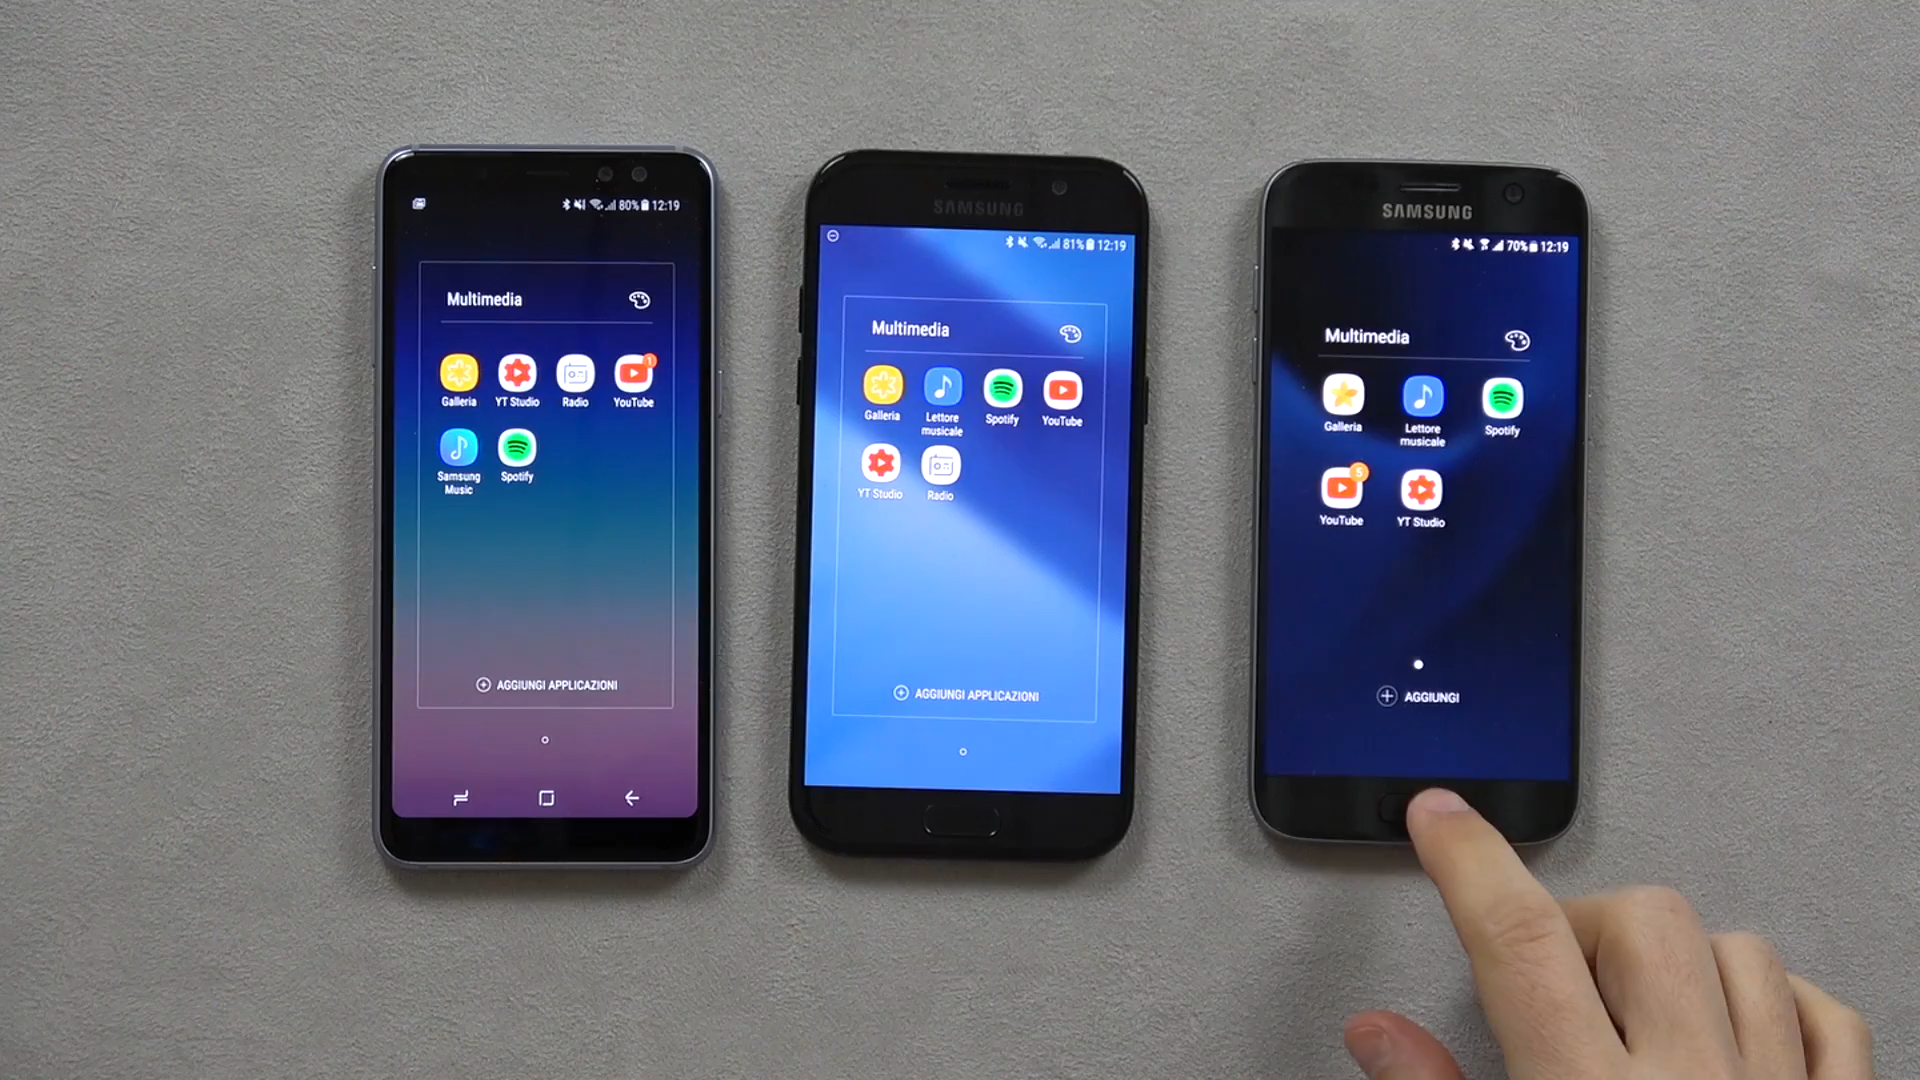 80% 12:19
Multimedia
Galleria YT Studio Radio YouTube
1
Samsung Music Spotify
AGGIUNGI APPLICAZIONI
SAMSUNG
81% 12:19
Multimedia
Galleria Lettore musicale Spotify YouTube
YT Studio Radio
AGGIUNGI APPLICAZIONI
SAMSUNG
70% 12:19
Multimedia
Galleria Lettore musicale Spotify
5
YouTube YT Studio
AGGIUNGI